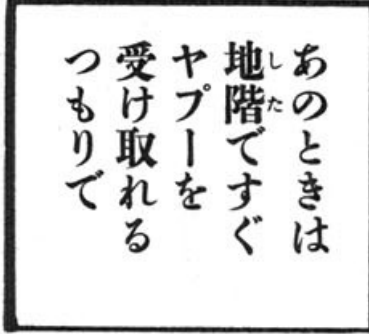 あのときは
地階ですぐ
ヤプーを
受け取れる
つもりで